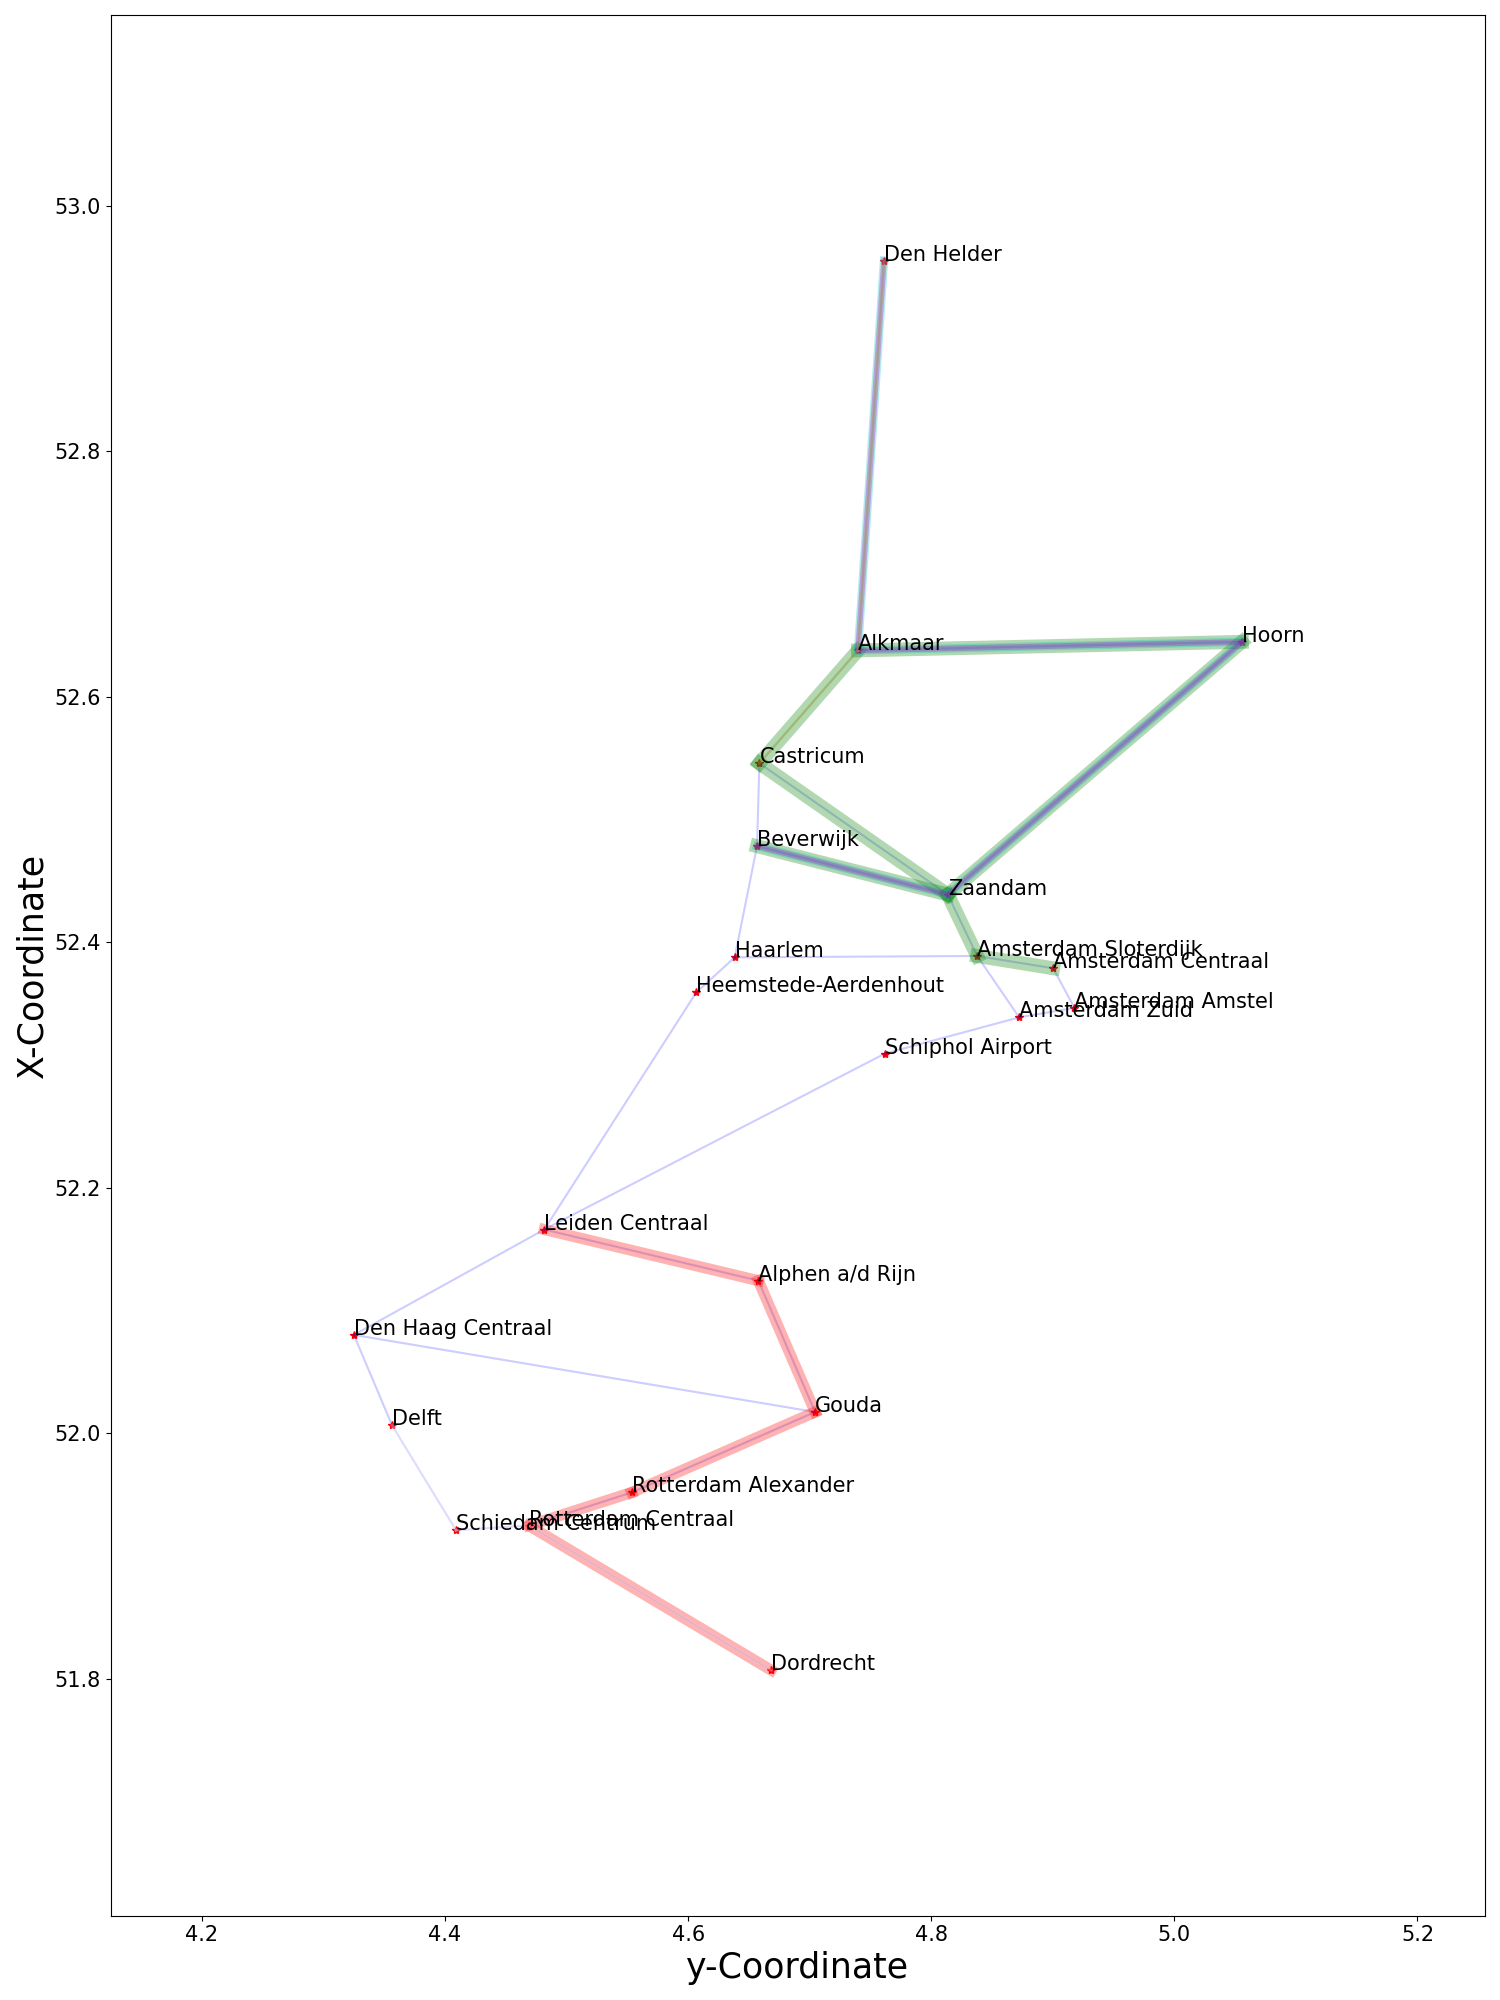 53.0
Den Helder
52.8
Alkmaar
Hoorn
52.6
Castricum
Beverwijk
Zaandam
52.4
Haarlem
Amsterdam Sloterdijk
Amsterdam Centraal
Heemstede-Aerdenhout
Amsterdam Amstel
Amsterdam Zuid
Schiphol Airport
X-Coordinate
52.2
Leiden Centraal
Alphen a/d Rijn
Den Haag Centraal
Gouda
Delft
52.0
Rotterdam Alexander
Rotterdam Centraal
Schiedam Centrum
Dordrecht
51.8
4.2
4.4
4.6
4.8
5.0
5.2
y-Coordinate